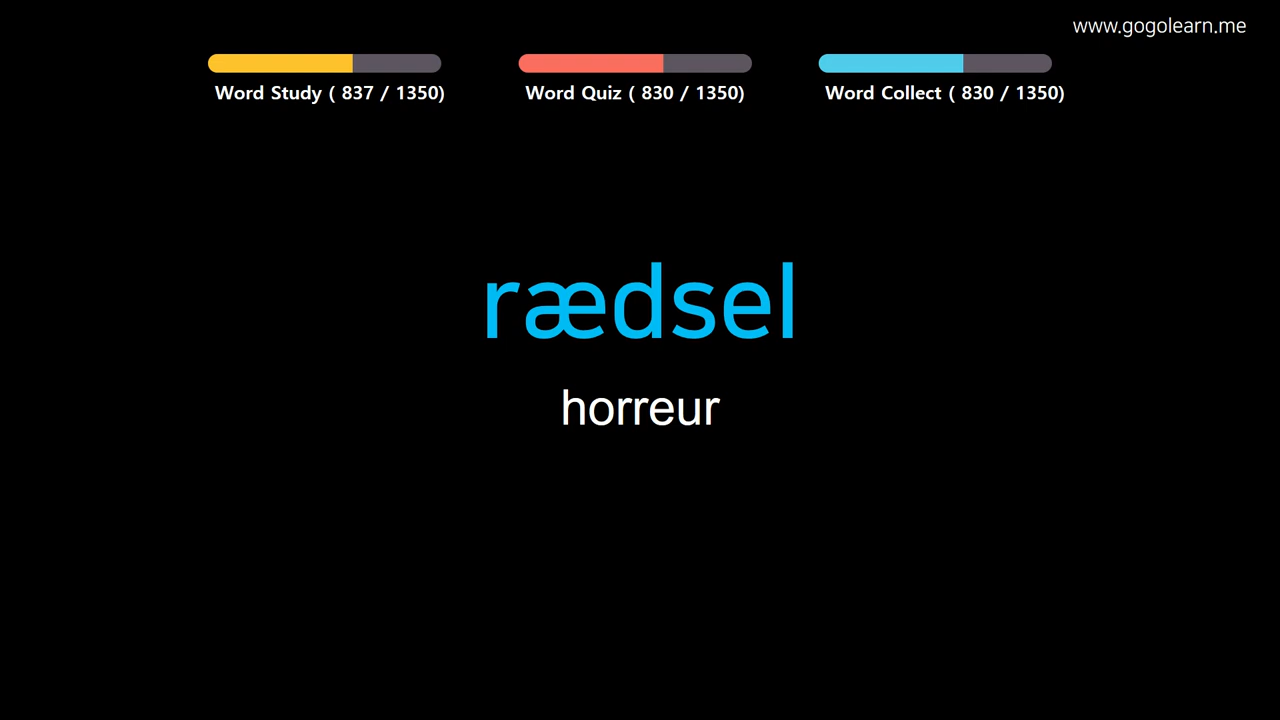 www.gogolearn.me
Word Study ( 837 / 1350)
Word Quiz ( 830 / 1350)
Word Collect ( 830 / 1350)
rædsel
horreur